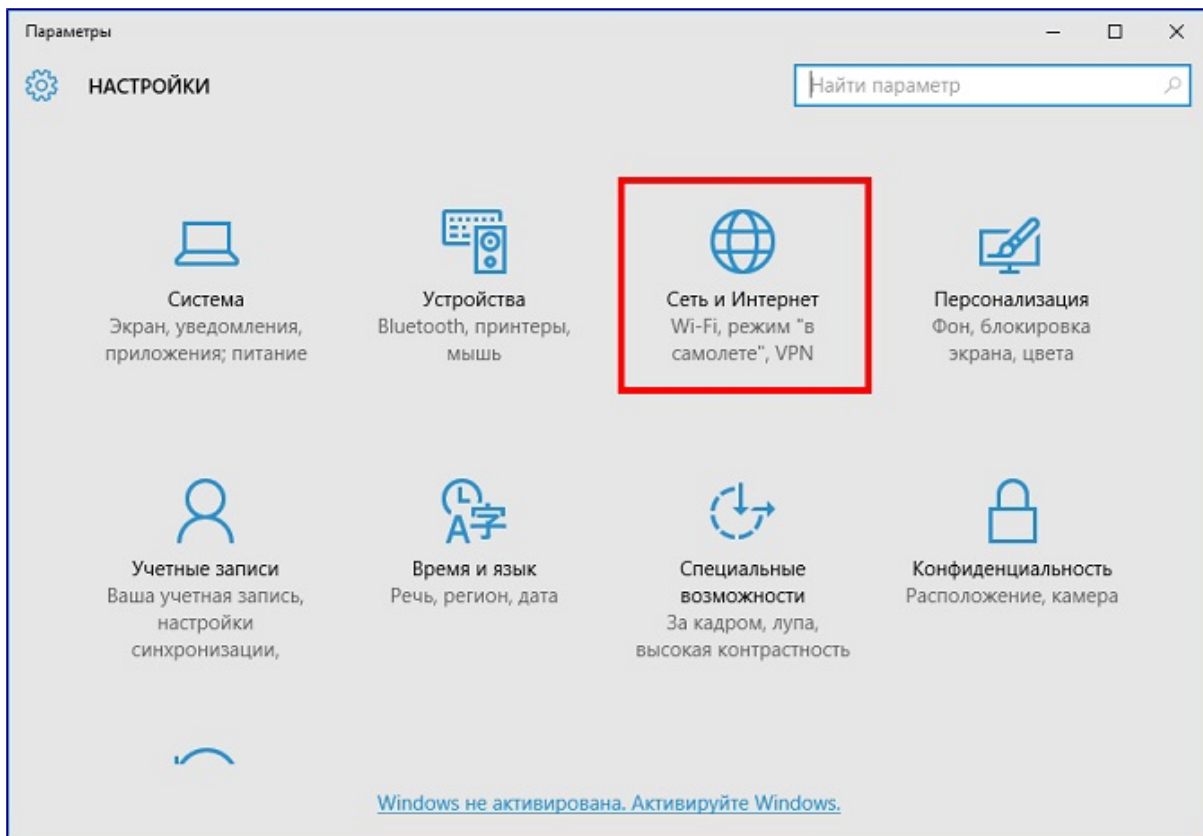 Параметры
НАСТРОЙКИ
Найти параметр
Система
Экран, уведомления,
приложения; питание
Устройства
Bluetooth, принтеры,
мышь
Сеть и Интернет
Wi-Fi, режим "в
самолете", VPN
Персонализация
Фон, блокировка
экрана, цвета
Учетные записи
Ваша учетная запись,
настройки
синхронизации,
Время и язык
Речь, регион, дата
Специальные
возможности
За кадром, лупа,
высокая контрастность
Конфиденциальность
Расположение, камера
Windows не активирована. Активируйте Windows.